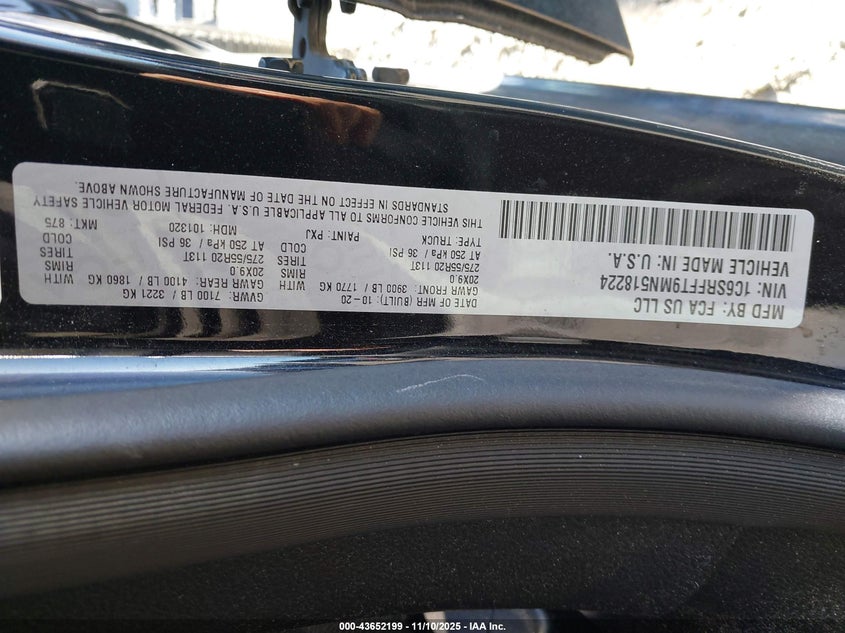 MFD BY: FCA US LLC
DATE OF MFR (BUILT): 10-20
GVWR: 7100 LB / 3221 KG
GAWR FRONT: 3900 LB / 1770 KG
WITH
20X9.0
RIMS
275/55R20 113T
TIRES
AT 250 kPa / 36 PSI
COLD
GAWR REAR: 4100 LB / 1860 KG
WITH
20X9.0
RIMS
275/55R20 113T
TIRES
AT 250 kPa / 36 PSI
COLD
VIN: 1C6SRFFT9MN518224
TYPE: TRUCK
VEHICLE MADE IN: U.S.A.
PAINT: PXJ
MDH: 101320
MKT: 875
THIS VEHICLE CONFORMS TO ALL APPLICABLE U.S.A. FEDERAL MOTOR VEHICLE SAFETY
STANDARDS IN EFFECT ON THE DATE OF MANUFACTURE SHOWN ABOVE.
000-43652199 - 11/10/2025 - IAA Inc.